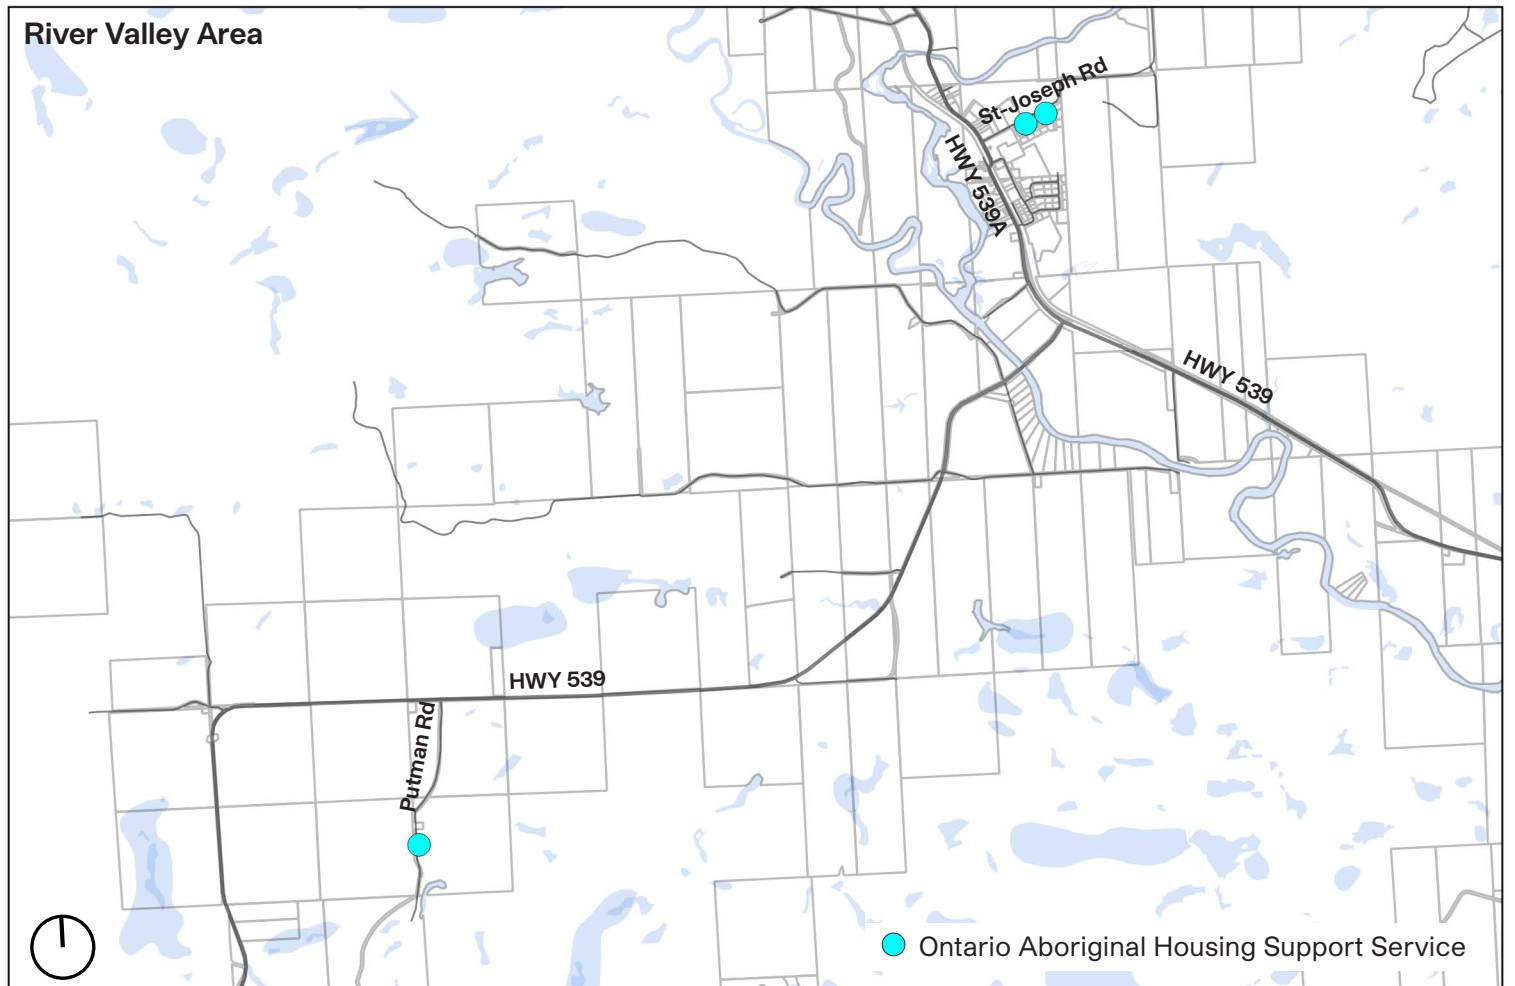 River Valley Area
St-Joseph Rd
HWY 539A
HWY 539
HWY 539
Putman Rd
Ontario Aboriginal Housing Support Service